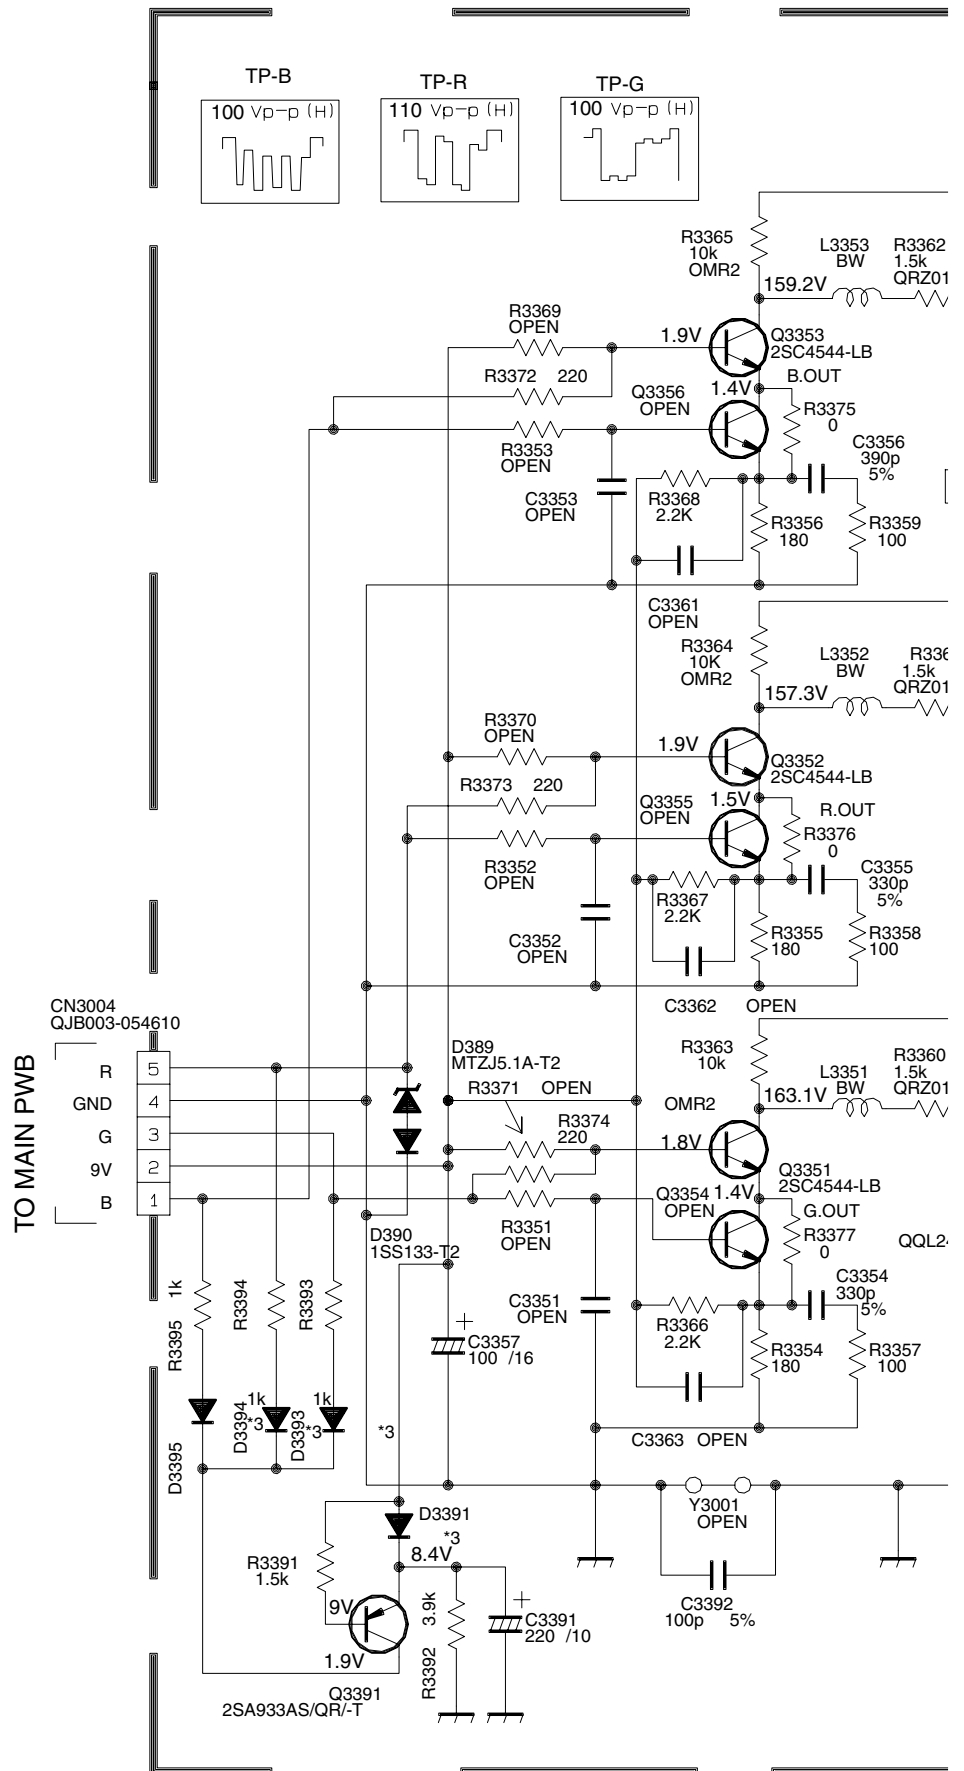 TP-B
100 Vp-p (H)
TP-R
110 Vp-p (H)
TP-G
100 Vp-p (H)
R3365
10k
OMR2
L3353
BW
R3362
1.5k
QRZ01
159.2V
R3369
OPEN
1.9V
Q3353
2SC4544-LB
R3372 220
Q3356
OPEN
1.4V
B.OUT
R3375
0
R3353
OPEN
C3356
390p
5%
C3353
OPEN
R3368
2.2K
R3356
180
R3359
100
C3361
OPEN
R3364
10K
OMR2
L3352
BW
R336
1.5k
QRZ01
157.3V
R3370
OPEN
1.9V
Q3352
2SC4544-LB
R3373 220
Q3355
OPEN
1.5V
R.OUT
R3376
0
R3352
OPEN
C3355
330p
5%
R3367
2.2K
C3352
OPEN
R3355
180
R3358
100
C3362 OPEN
CN3004
QJB003-054610
TO MAIN PWB
R 5
GND 4
G 3
9V 2
B 1
D389
MTZJ5.1A-T2
R3371 OPEN
R3374
220
R3363
10k
OMR2
L3351
BW
R3360
1.5k
QRZ01
163.1V
1.8V
Q3351
2SC4544-LB
Q3354
OPEN
1.4V
G.OUT
R3377
0
QQL24
R3351
OPEN
D390
1SS133-T2
C3354
330p
5%
C3351
OPEN
R3366
2.2K
R3354
180
R3357
100
C3357
100 /16
+
1k
R3395
R3394
1k
R3393
1k
D3395
D3394
*3
D3393
*3
*3
C3363 OPEN
Y3001
OPEN
D3391
*3
8.4V
R3391
1.5k
9V
1.9V
Q3391
2SA933AS/QR/-T
3.9k
R3392
+
C3391
220 /10
C3392
100p 5%